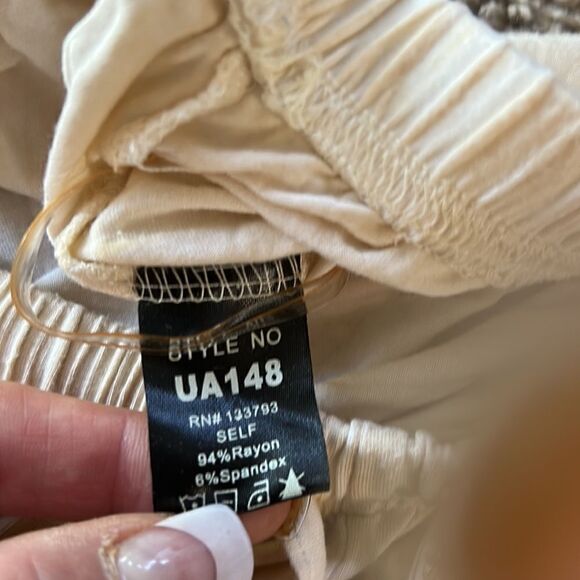 STYLE NO
UA148
RN# 133793
SELF
94%Rayon
6%Spandex